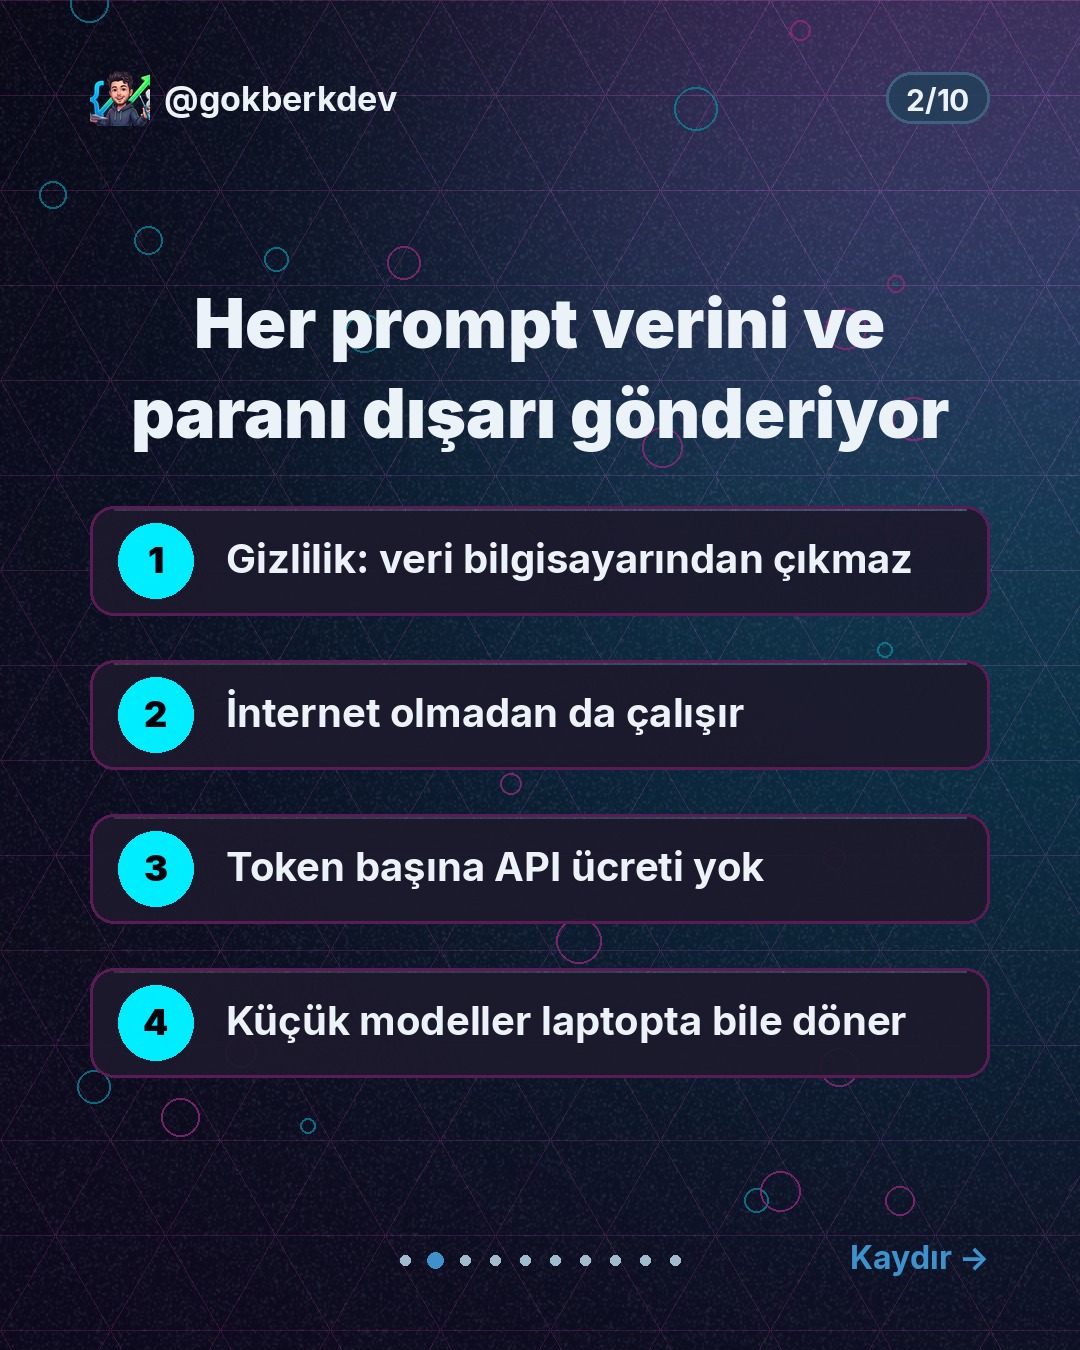 @gokberkdev
2/10
Her prompt verini ve
paranı dışarı gönderiyor
1 Gizlilik: veri bilgisayarından çıkmaz
2 İnternet olmadan da çalışır
3 Token başına API ücreti yok
4 Küçük modeller laptopta bile döner
Kaydır →